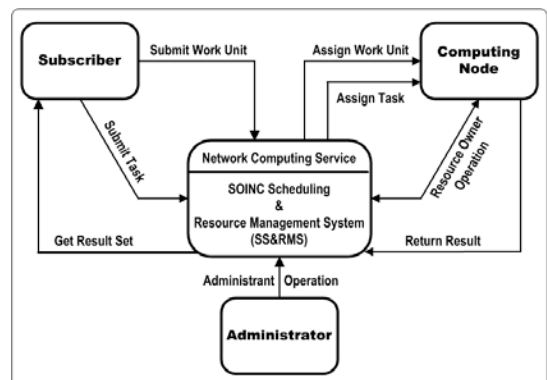 Submit Work Unit
Assign Work Unit
Subscriber
Computing
Node
Assign Task
Submit Task
Resource Owner
Operation
Network Computing Service
SOINC Scheduling
&
Resource Management System
(SS&RMS)
Get Result Set
Return Result
Administrant Operation
Administrator